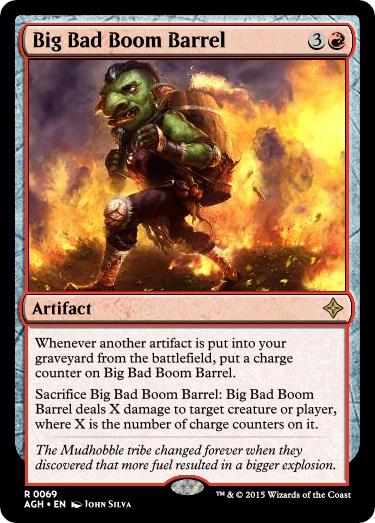 Big Bad Boom Barrel 3
Artifact
Whenever another artifact is put into your
graveyard from the battlefield, put a charge
counter on Big Bad Boom Barrel.
Sacrifice Big Bad Boom Barrel: Big Bad Boom
Barrel deals X damage to target creature or player,
where X is the number of charge counters on it.
The Mudhobble tribe changed forever when they
discovered that more fuel resulted in a bigger explosion.
R 0069
AGH • EN John Silva
™ & © 2015 Wizards of the Coast